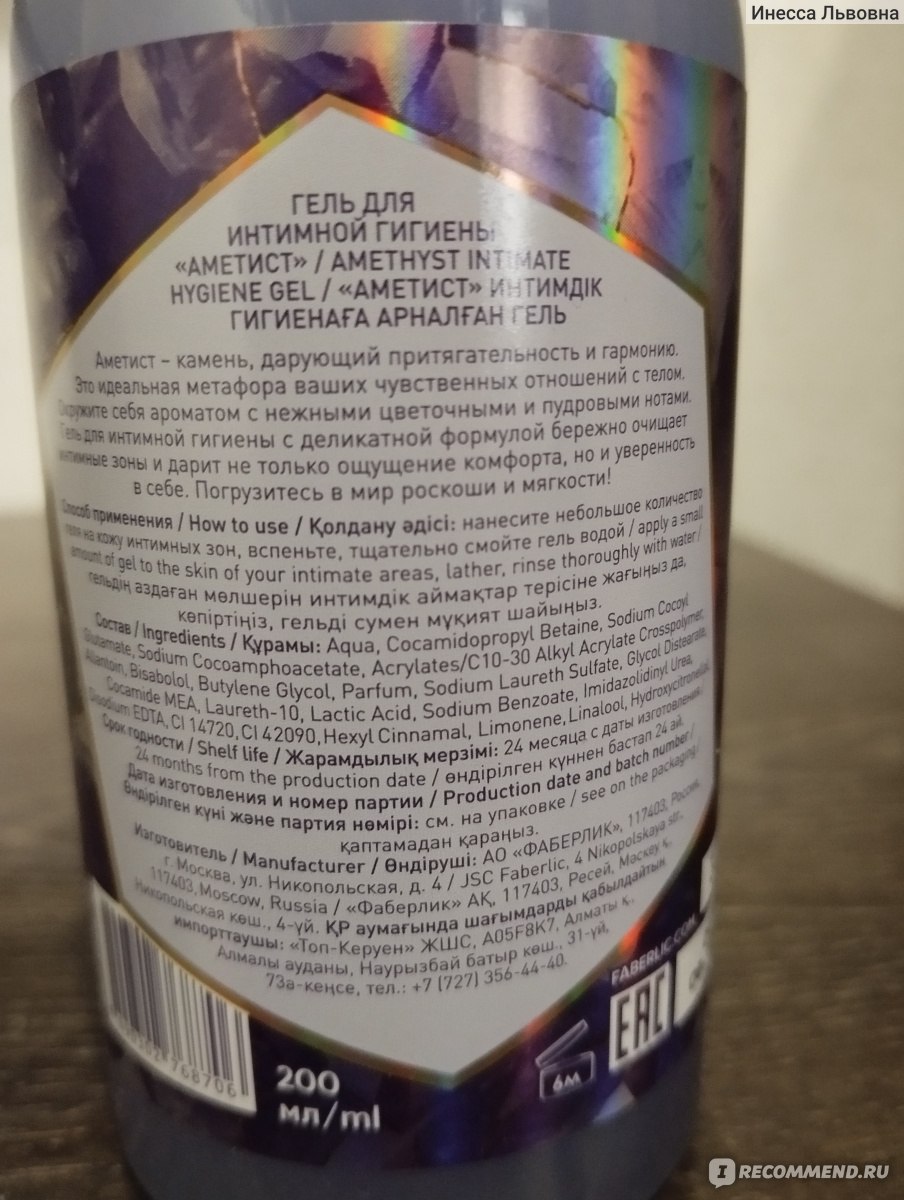 Инесса Львовна
ГЕЛЬ ДЛЯ
ИНТИМНОЙ ГИГИЕНЫ
«АМЕТИСТ» / AMETHYST INTIMATE
HYGIENE GEL / «АМЕТИСТ» ИНТИМДІК
ГИГИЕНАҒА АРНАЛҒАН ГЕЛЬ
Аметист – камень, дарующий притягательность и гармонию.
Это идеальная метафора ваших чувственных отношений с телом.
Окружите себя ароматом с нежными цветочными и пудровыми нотами.
Гель для интимной гигиены с деликатной формулой бережно очищает
интимные зоны и дарит не только ощущение комфорта, но и уверенность
в себе. Погрузитесь в мир роскоши и мягкости!
Способ применения / How to use / Қолдану әдісі: нанесите небольшое количество
геля на кожу интимных зон, вспеньте, тщательно смойте гель водой / apply a small
amount of gel to the skin of your intimate areas, lather, rinse thoroughly with water /
гельдің аздаған мөлшерін интимдік аймақтар терісіне жағыңыз да,
көпіртіңіз, гельді сумен мұқият шайыңыз.
Состав / Ingredients / Құрамы: Aqua, Cocamidopropyl Betaine, Sodium Cocoyl
Glutamate, Sodium Cocoamphoacetate, Acrylates/C10-30 Alkyl Acrylate Crosspolymer,
Allantoin, Bisabolol, Butylene Glycol, Parfum, Sodium Laureth Sulfate, Glycol Distearate,
Cocamide MEA, Laureth-10, Lactic Acid, Sodium Benzoate, Imidazolidinyl Urea,
Disodium EDTA, CI 14720, CI 42090, Hexyl Cinnamal, Limonene, Linalool, Hydroxycitronellal
Срок годности / Shelf life / Жарамдылық мерзімі: 24 месяца с даты изготовления /
24 months from the production date / өндірілген күннен бастап 24 ай.
Дата изготовления и номер партии / Production date and batch number /
Өндірілген күні және партия нөмірі: см. на упаковке / see on the packaging /
қаптамадан қараңыз.
Изготовитель / Manufacturer / Өндіруші: АО «ФАБЕРЛИК», 117403, Россия,
г. Москва, ул. Никопольская, д. 4 / JSC Faberlic, 4 Nikopolskaya str.,
117403, Moscow, Russia / «Фаберлик» АҚ, 117403, Ресей, Мәскеу қ.,
Никопольская көш., 4-үй. ҚР аумағында шағымдарды қабылдайтын
импорттаушы: «Топ-Керуен» ЖШС, A05F8K7, Алматы қ.,
Алмалы ауданы, Наурызбай батыр көш., 31-үй,
73а-кеңсе, тел.: +7 (727) 356-44-40.
FABERLIC.COM
EAC
768706
200
мл/ml
6м
IRECOMMEND.RU